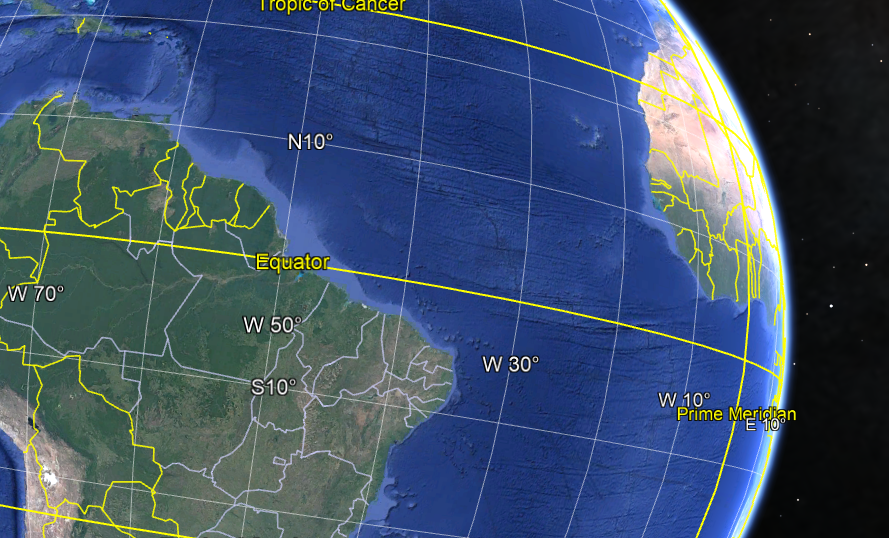 Tropic of Cancer
N10°
Equator
W 70°
W 50°
W 30°
S10°
W 10°
Prime Meridian
E 10°